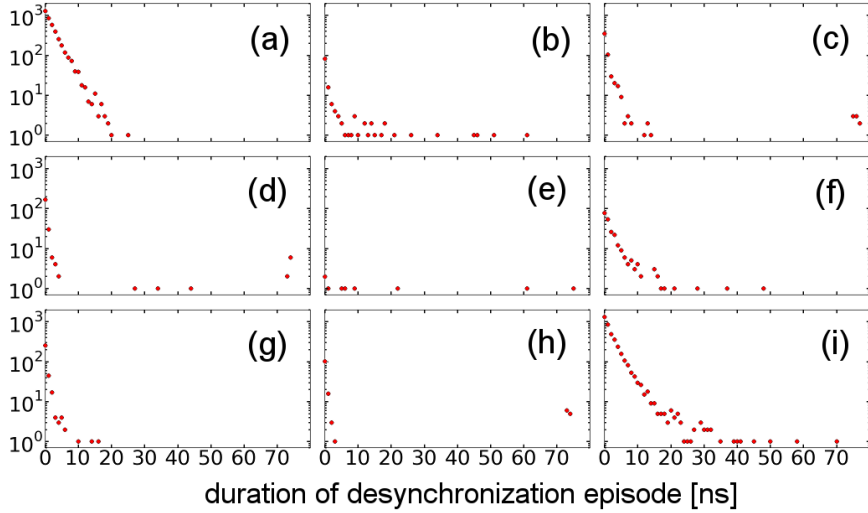 10³
10²
10¹
10⁰
(a)
(b)
(c)
10³
10²
10¹
10⁰
(d)
(e)
(f)
10³
10²
10¹
10⁰
(g)
(h)
(i)
0 10 20 30 40 50 60 70 0 10 20 30 40 50 60 70 0 10 20 30 40 50 60 70
duration of desynchronization episode [ns]